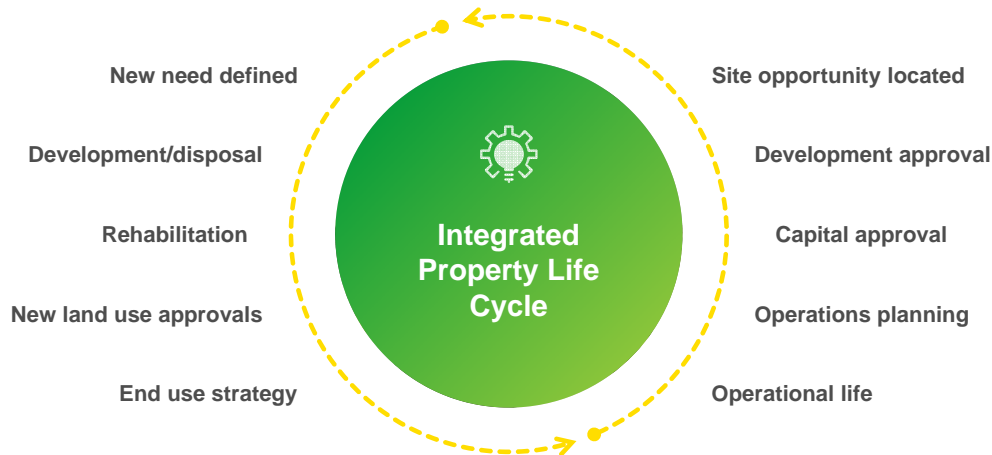 New need defined
Site opportunity located
Development/disposal
Development approval
Rehabilitation
Capital approval
Integrated
Property Life
Cycle
New land use approvals
Operations planning
End use strategy
Operational life